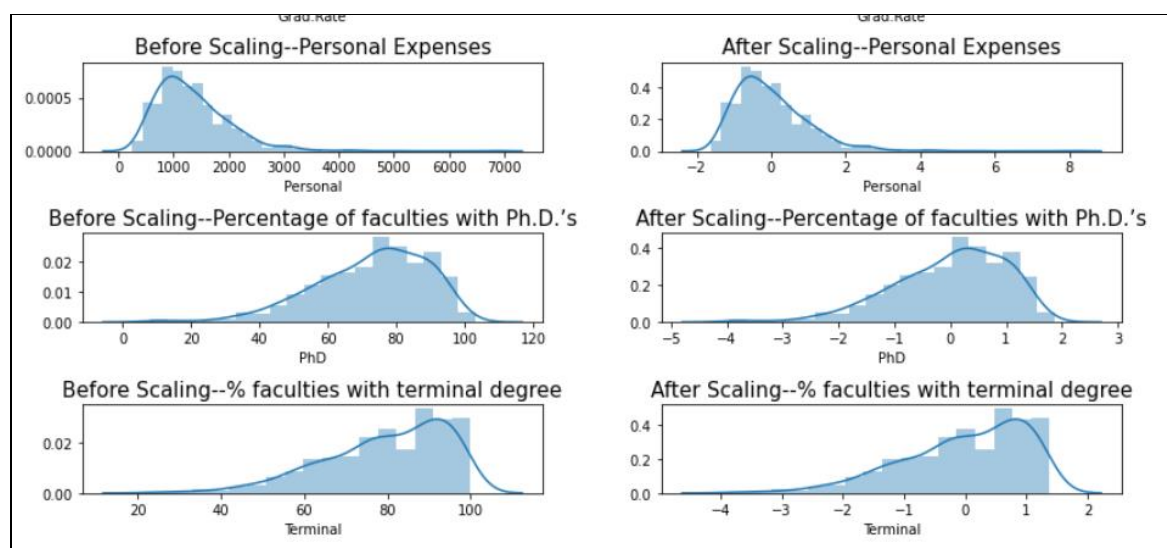 Grad.Rate Grad.Rate
Before Scaling--Personal Expenses After Scaling--Personal Expenses
0.0005 0.4
0.2
0.0000 0.0
0 1000 2000 3000 4000 5000 6000 7000 −2 0 2 4 6 8
Personal Personal
Before Scaling--Percentage of faculties with Ph.D.’s After Scaling--Percentage of faculties with Ph.D.’s
0.02 0.4
0.01 0.2
0.00 0.0
0 20 40 60 80 100 120 −5 −4 −3 −2 −1 0 1 2 3
PhD PhD
Before Scaling--% faculties with terminal degree After Scaling--% faculties with terminal degree
0.02 0.4
0.2
0.00 0.0
20 40 60 80 100 −4 −3 −2 −1 0 1 2
Terminal Terminal